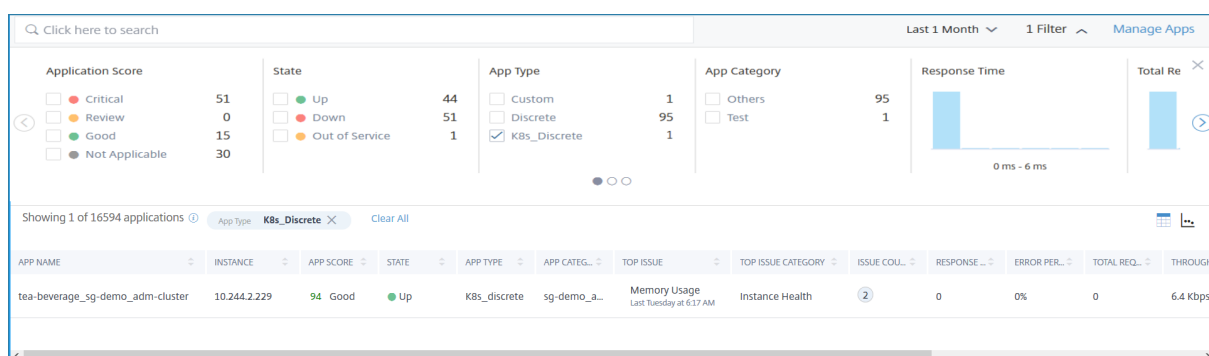 Click here to search
Last 1 Month
1 Filter
Manage Apps
Application Score
Critical 51
Review 0
Good 15
Not Applicable 30
State
Up 44
Down 51
Out of Service 1
App Type
Custom 1
Discrete 95
K8s_Discrete 1
App Category
Others 95
Test 1
Response Time
0 ms - 6 ms
Total Re
Showing 1 of 16594 applications
App Type K8s_Discrete
Clear All
APP NAME INSTANCE APP SCORE STATE APP TYPE APP CATEG... TOP ISSUE TOP ISSUE CATEGORY ISSUE COU... RESPONSE ... ERROR PER... TOTAL REQ... THROUGH
tea-beverage_sg-demo_adm-cluster 10.244.2.229 94 Good Up K8s_discrete sg-demo_a... Memory Usage Instance Health 2 0 0% 0 6.4 Kbps
Last Tuesday at 6:17 AM